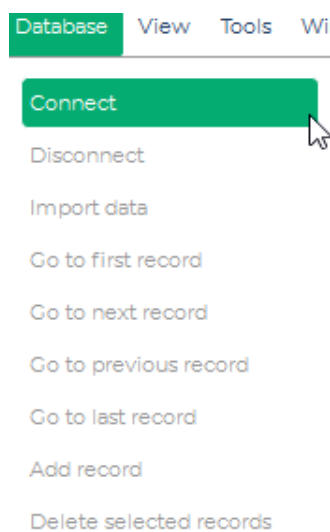 Database View Tools Wi
Connect
Disconnect
Import data
Go to first record
Go to next record
Go to previous record
Go to last record
Add record
Delete selected records